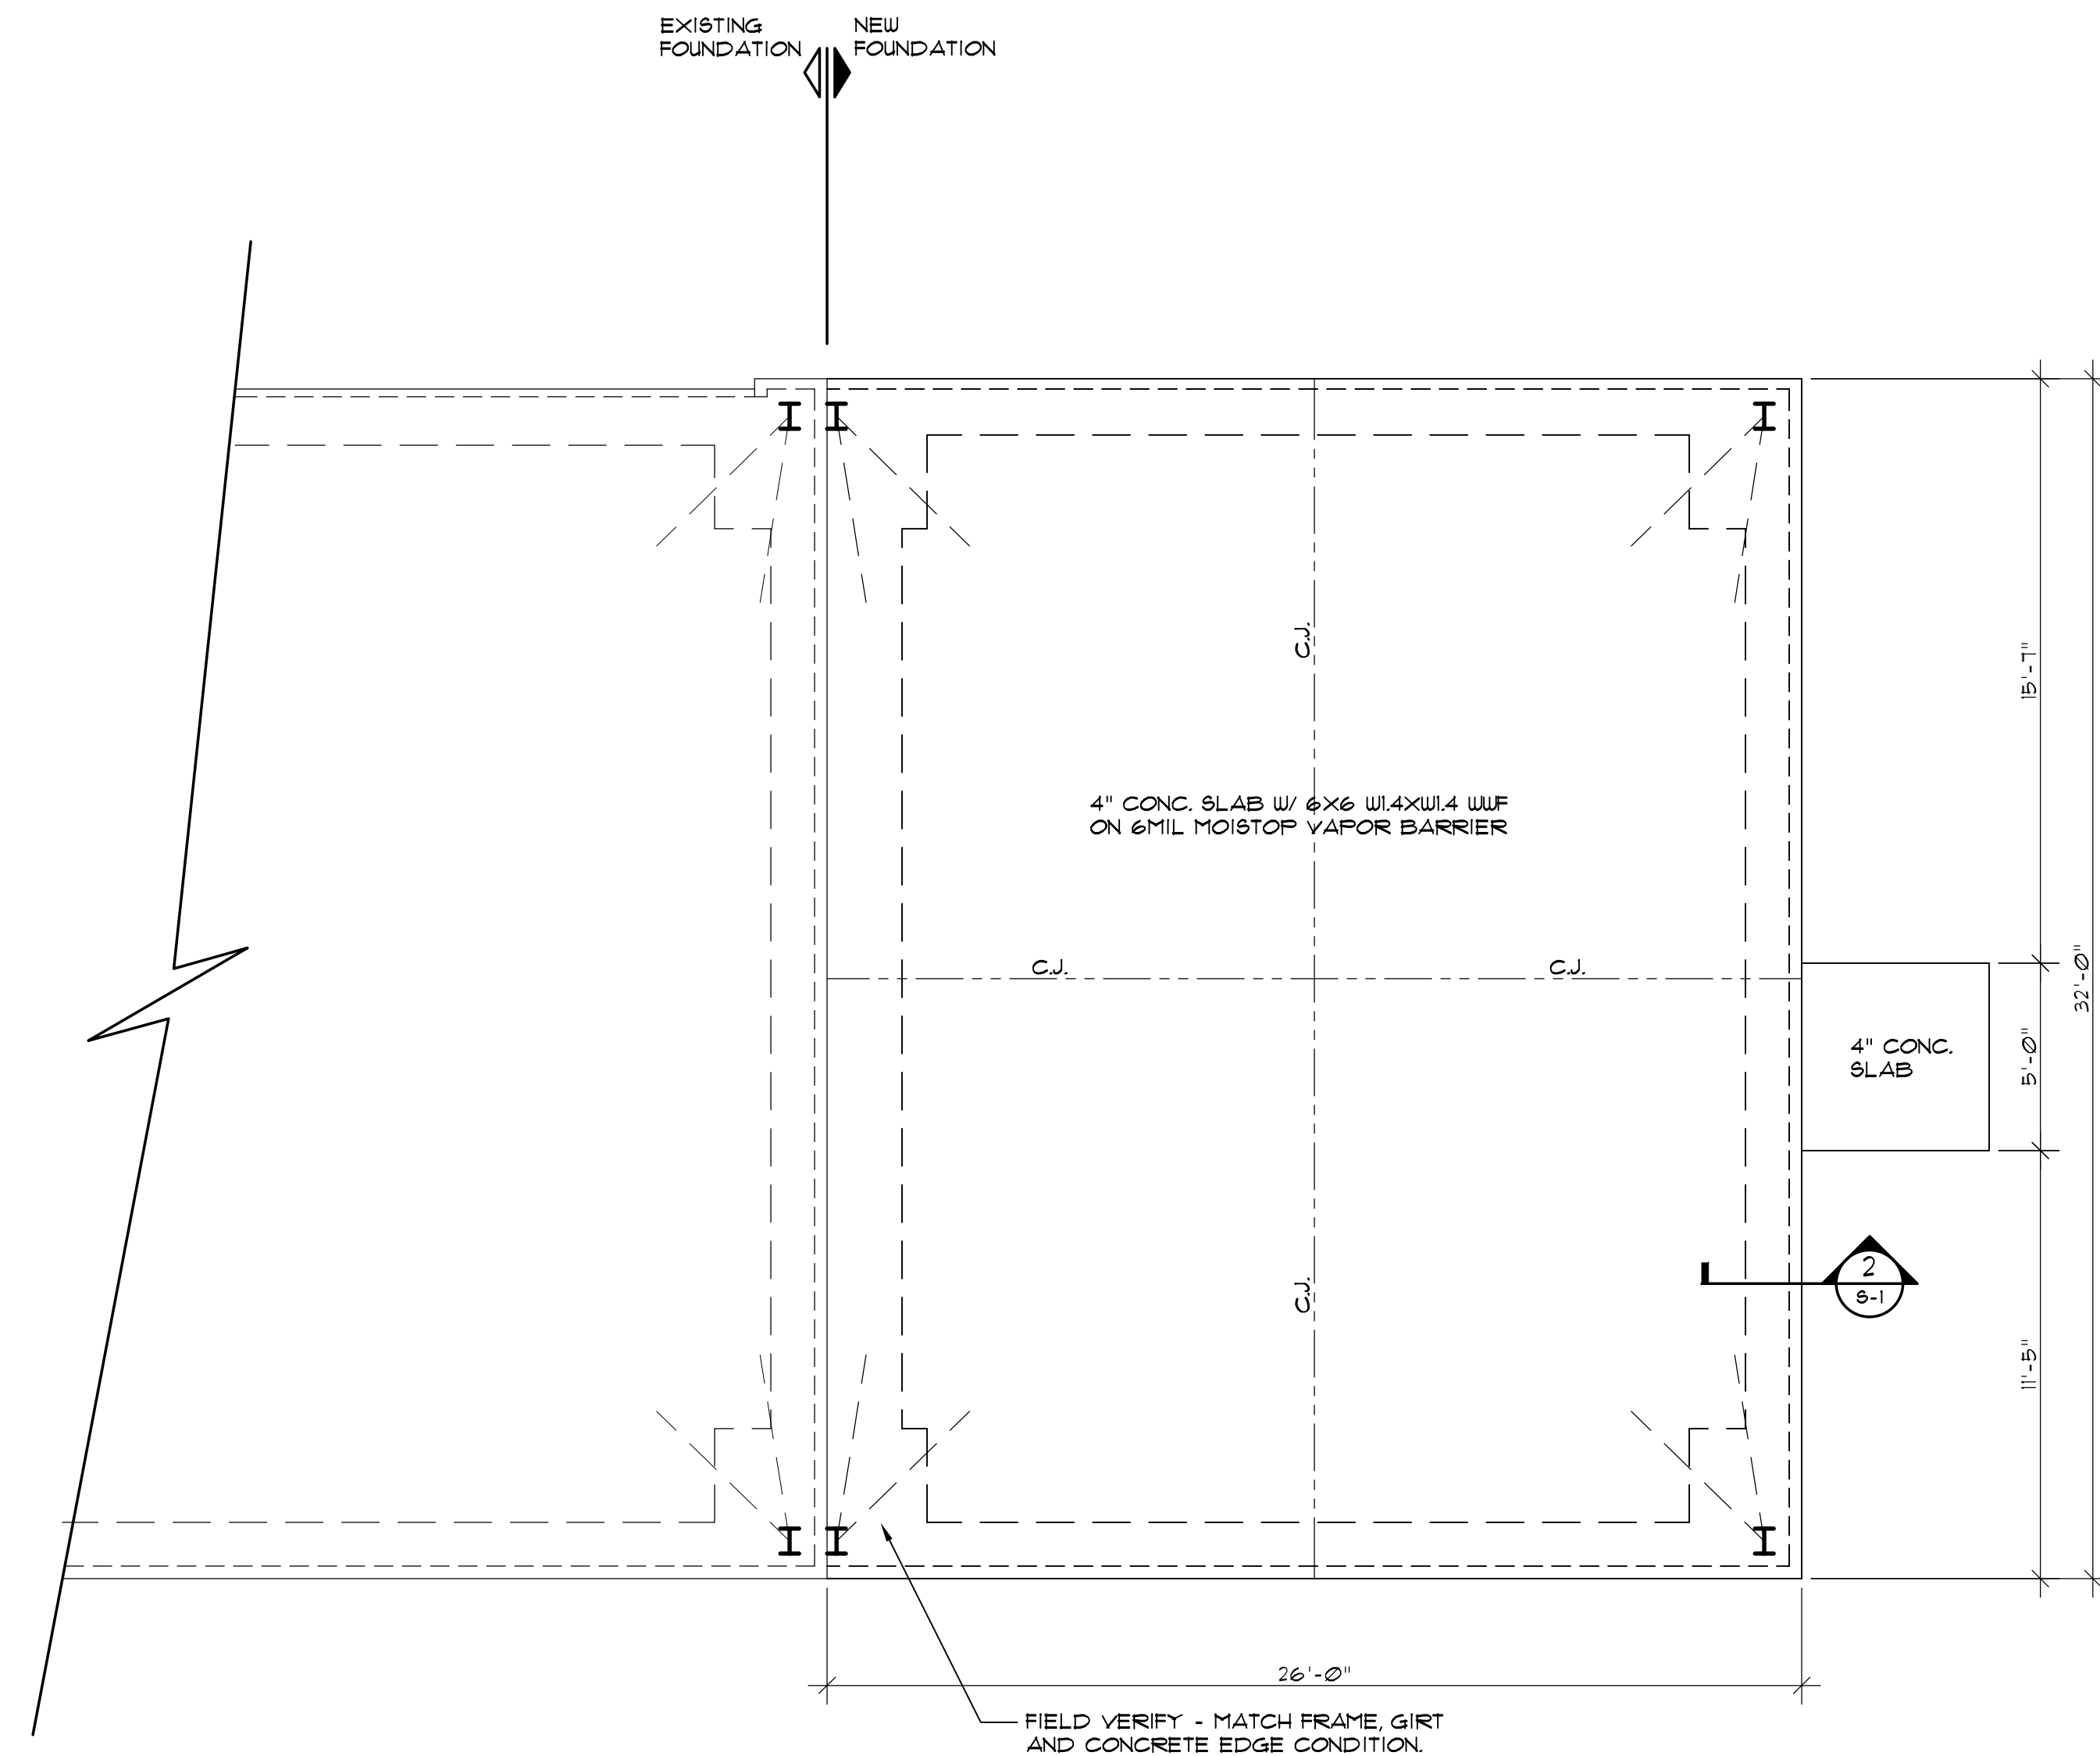 EXISTING
FOUNDATION
NEW
FOUNDATION
C.J.
15'-7"
4" CONC. SLAB W/ 6X6 W1.4XW1.4 WWF
ON 6MIL MOISTOP VAPOR BARRIER
C.J.
C.J.
32'-0"
4" CONC.
SLAB
5'-0"
2
S-1
C.J.
11'-5"
26'-0"
FIELD VERIFY - MATCH FRAME, GIRT
AND CONCRETE EDGE CONDITION.